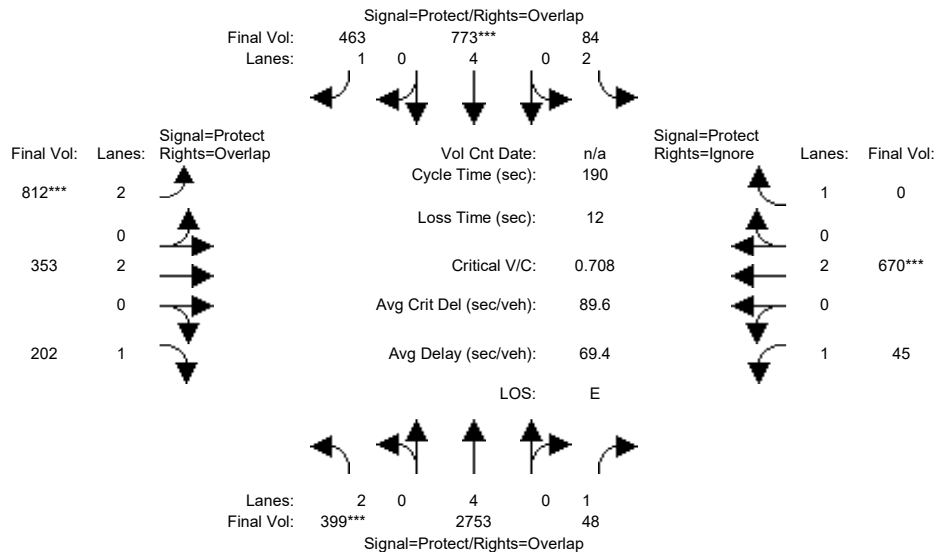 Signal=Protect/Rights=Overlap
Final Vol: 463 773*** 84
Lanes: 1 0 4 0 2
Signal=Protect Signal=Protect
Final Vol: Lanes: Rights=Overlap Vol Cnt Date: n/a Rights=Ignore Lanes: Final Vol:
Cycle Time (sec): 190
812*** 2 1 0
Loss Time (sec): 12
0 0
353 2 Critical V/C: 0.708 2 670***
0 Avg Crit Del (sec/veh): 89.6 0
202 1 Avg Delay (sec/veh): 69.4 1 45
LOS: E
Lanes: 2 0 4 0 1
Final Vol: 399*** 2753 48
Signal=Protect/Rights=Overlap